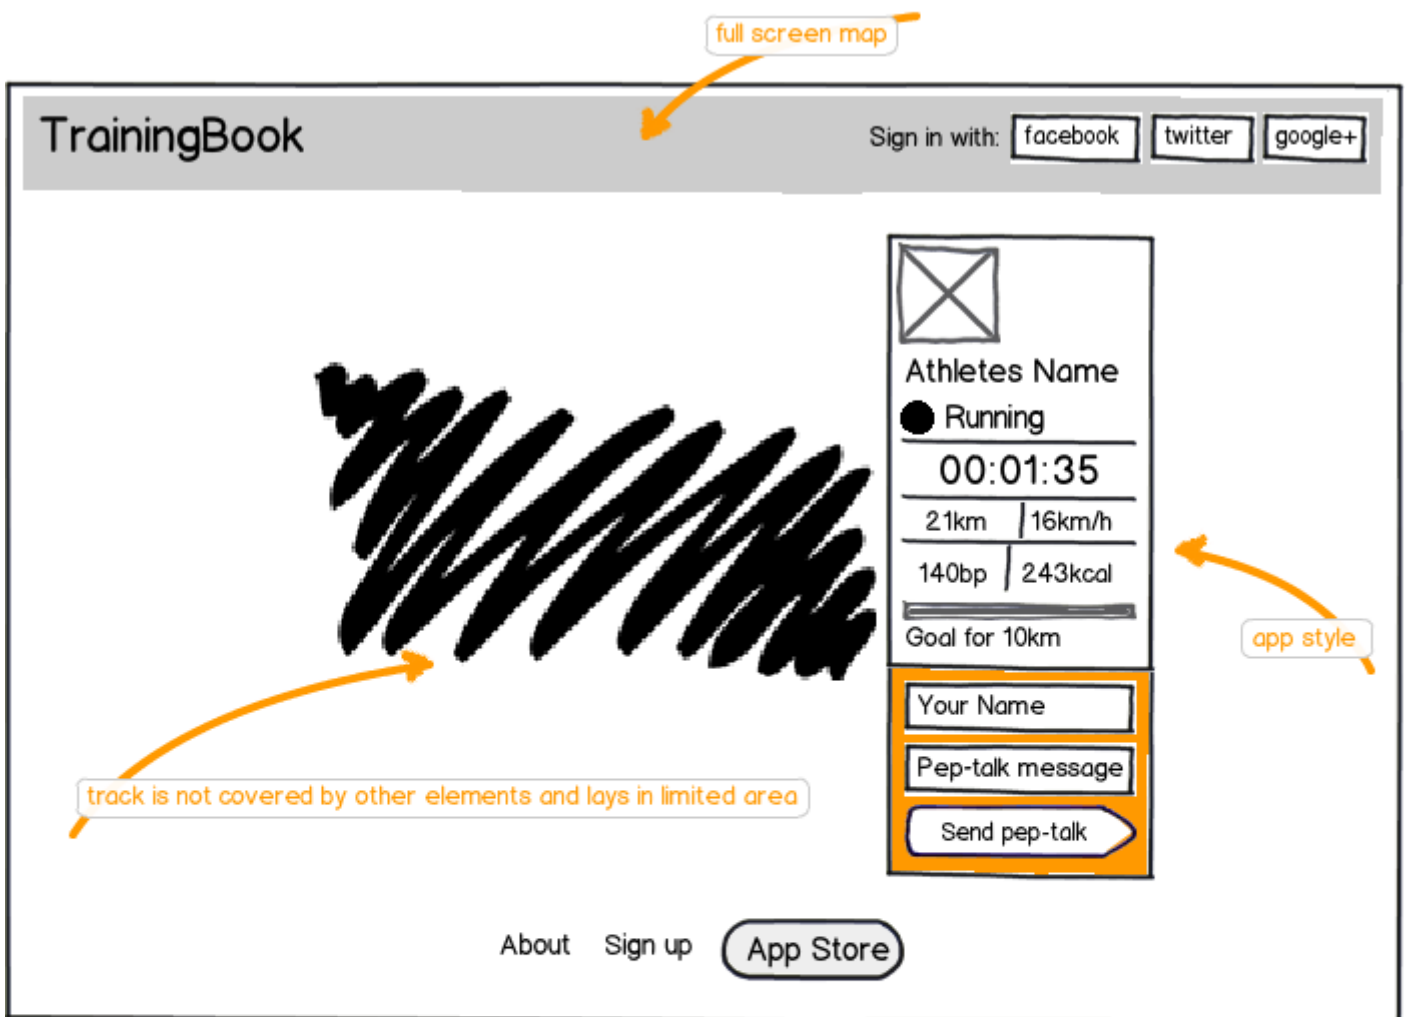 full screen map
TrainingBook
Sign in with: facebook twitter google+
Athletes Name
Running
00:01:35
21km 16km/h
140bp 243kcal
Goal for 10km
app style
Your Name
Pep-talk message
track is not covered by other elements and lays in limited area
Send pep-talk
About Sign up App Store